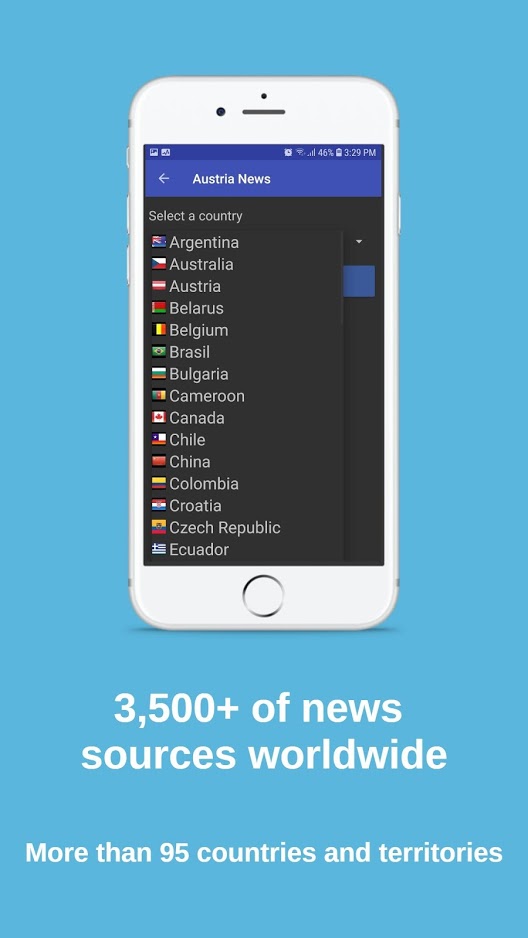 46% 3:29 PM
Austria News
Select a country
Argentina
Australia
Austria
Belarus
Belgium
Brasil
Bulgaria
Cameroon
Canada
Chile
China
Colombia
Croatia
Czech Republic
Ecuador
3,500+ of news
sources worldwide
More than 95 countries and territories